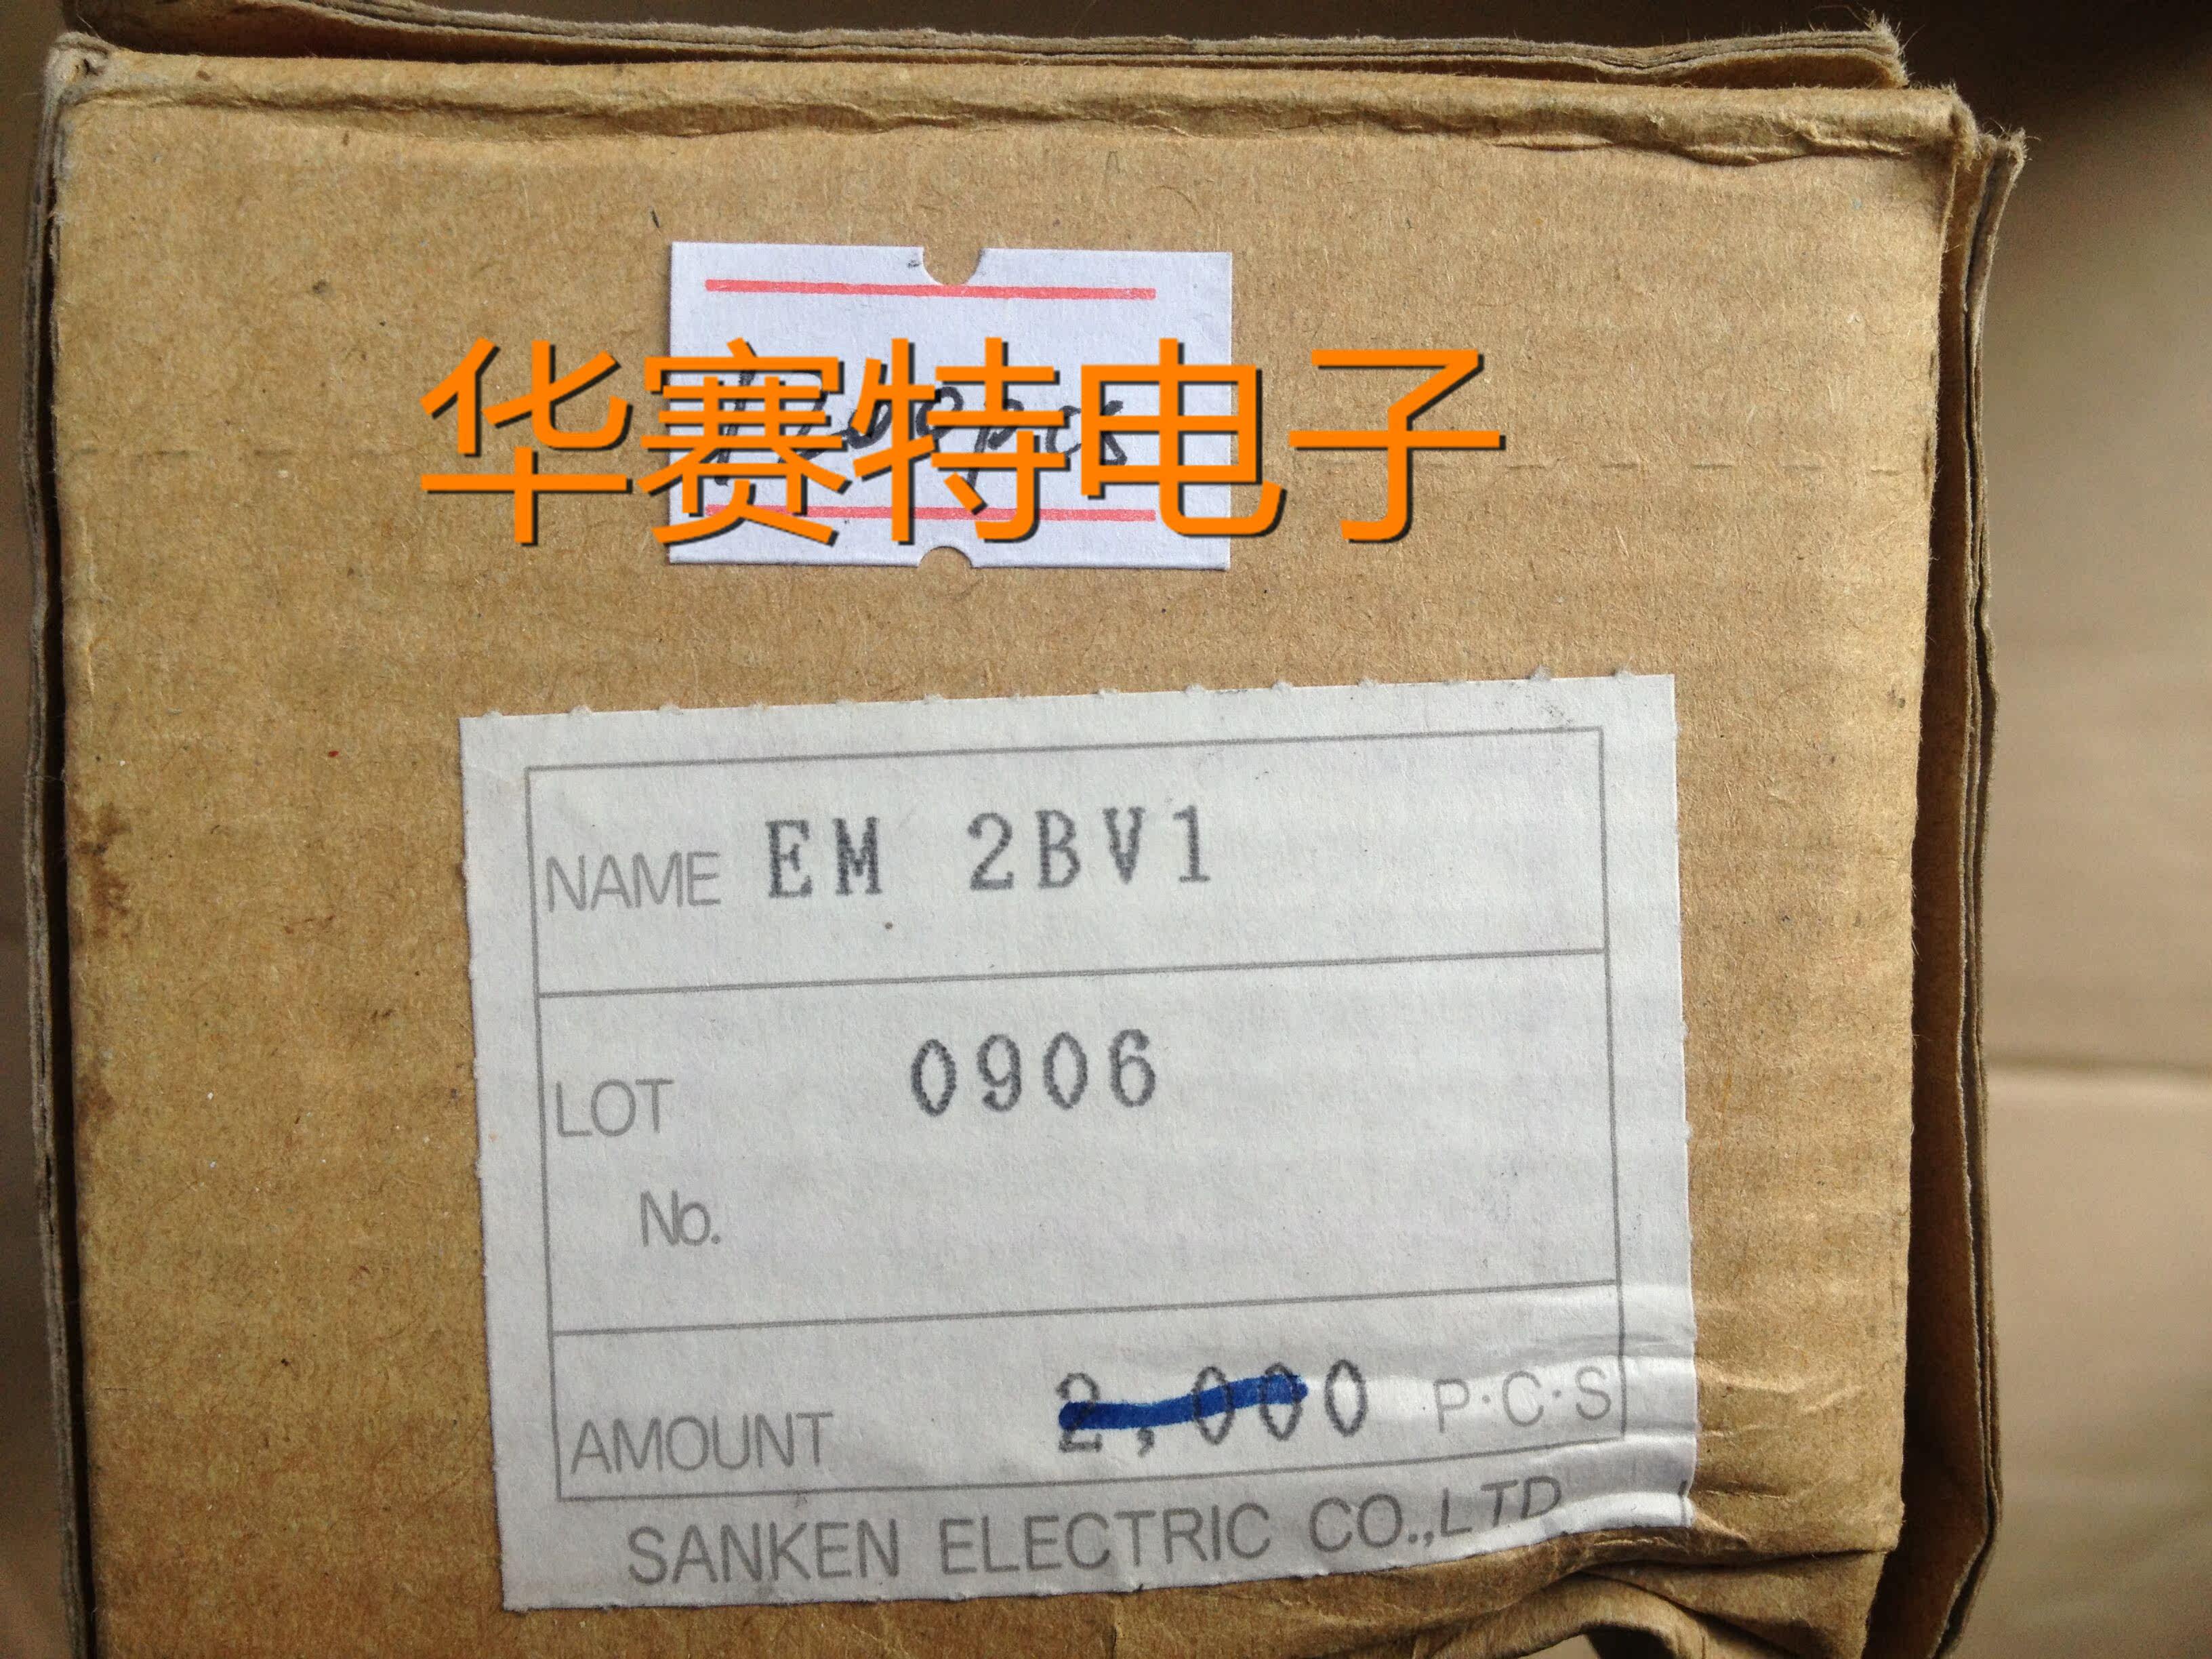 华赛特电子
NAME EM 2BV1
LOT 0906
No.
AMOUNT 2,000 P·C·S
SANKEN ELECTRIC CO.,LTD